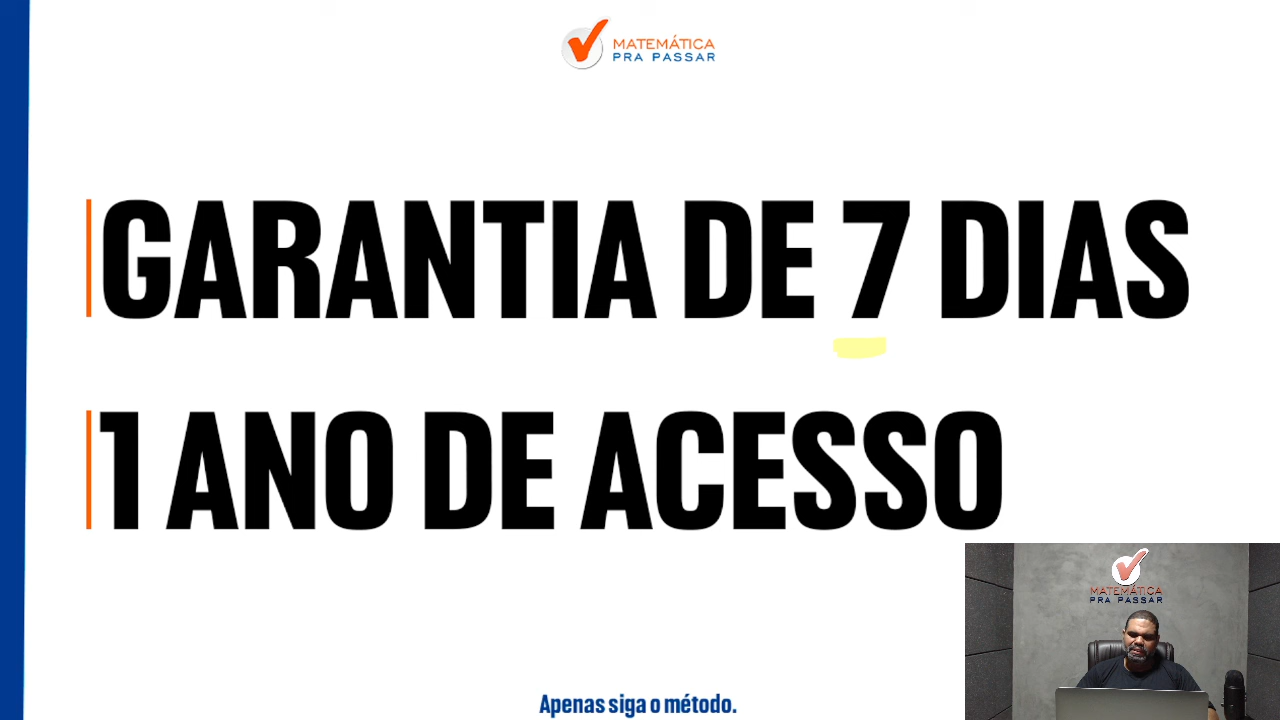 MATEMÁTICA
PRA PASSAR
GARANTIA DE 7 DIAS
1 ANO DE ACESSO
MATEMÁTICA
PRA PASSAR
Apenas siga o método.